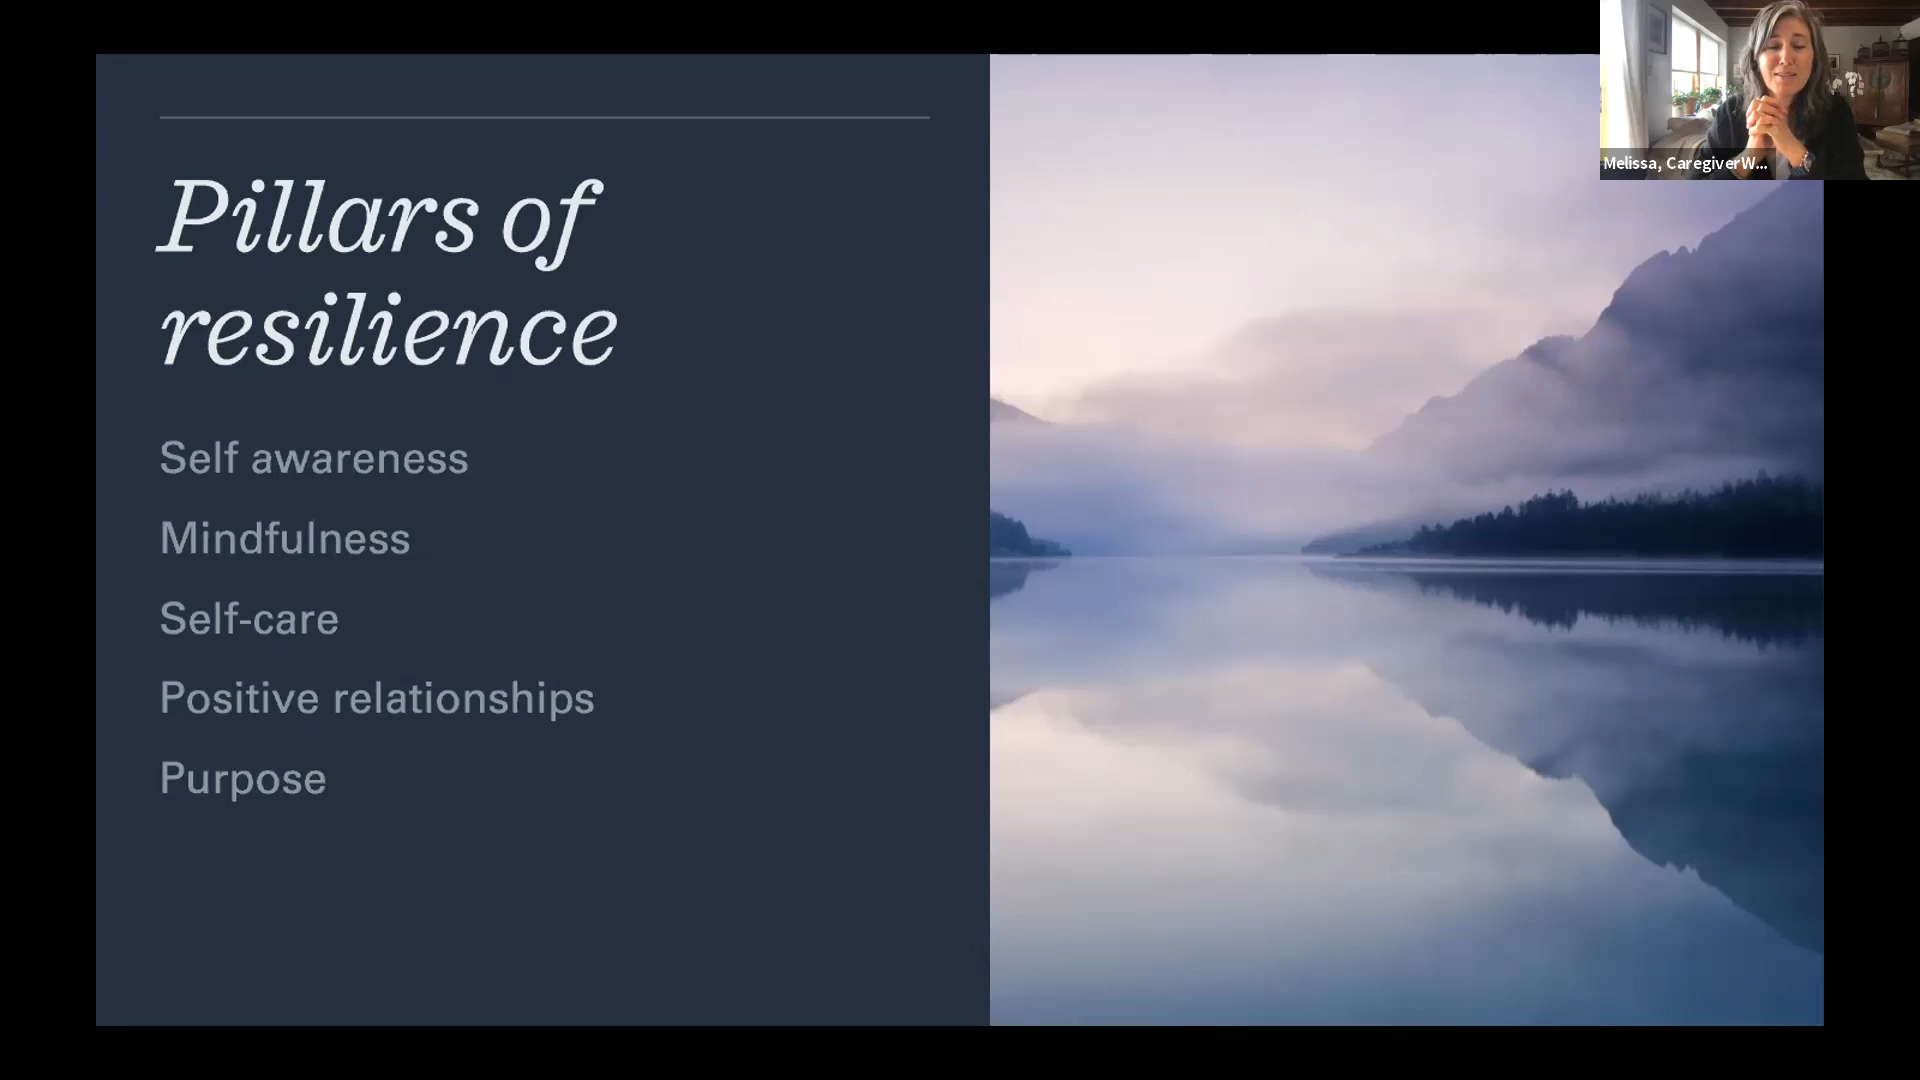 Pillars of
resilience
Self awareness
Mindfulness
Self-care
Positive relationships
Purpose
Melissa, CaregiverW...